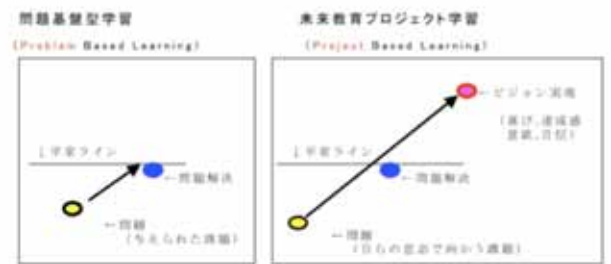 問題基盤型学習
(Problem Based Learning)
↓平常ライン
←問題解決
←問題
(与えられた課題)
未来教育プロジェクト学習
(Project Based Learning)
←ビジョン実現
(喜び、達成感
意欲、自信)
↓平常ライン
←問題解決
←問題
(自らの意志で向かう課題)